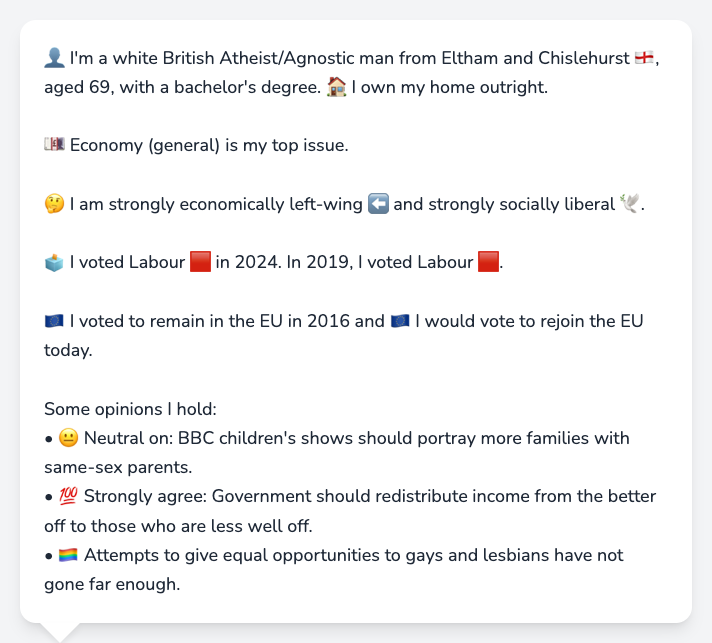 👤 I'm a white British Atheist/Agnostic man from Eltham and Chislehurst 🏴󠁧󠁢󠁥󠁮󠁧󠁿,
aged 69, with a bachelor's degree. 🏠 I own my home outright.
💷 Economy (general) is my top issue.
🤔 I am strongly economically left-wing ⬅️ and strongly socially liberal 🕊️.
🗳️ I voted Labour 🟥 in 2024. In 2019, I voted Labour 🟥.
🇪🇺 I voted to remain in the EU in 2016 and 🇪🇺 I would vote to rejoin the EU
today.
Some opinions I hold:
• 😐 Neutral on: BBC children's shows should portray more families with
same-sex parents.
• 💯 Strongly agree: Government should redistribute income from the better
off to those who are less well off.
• 🏳️‍🌈 Attempts to give equal opportunities to gays and lesbians have not
gone far enough.